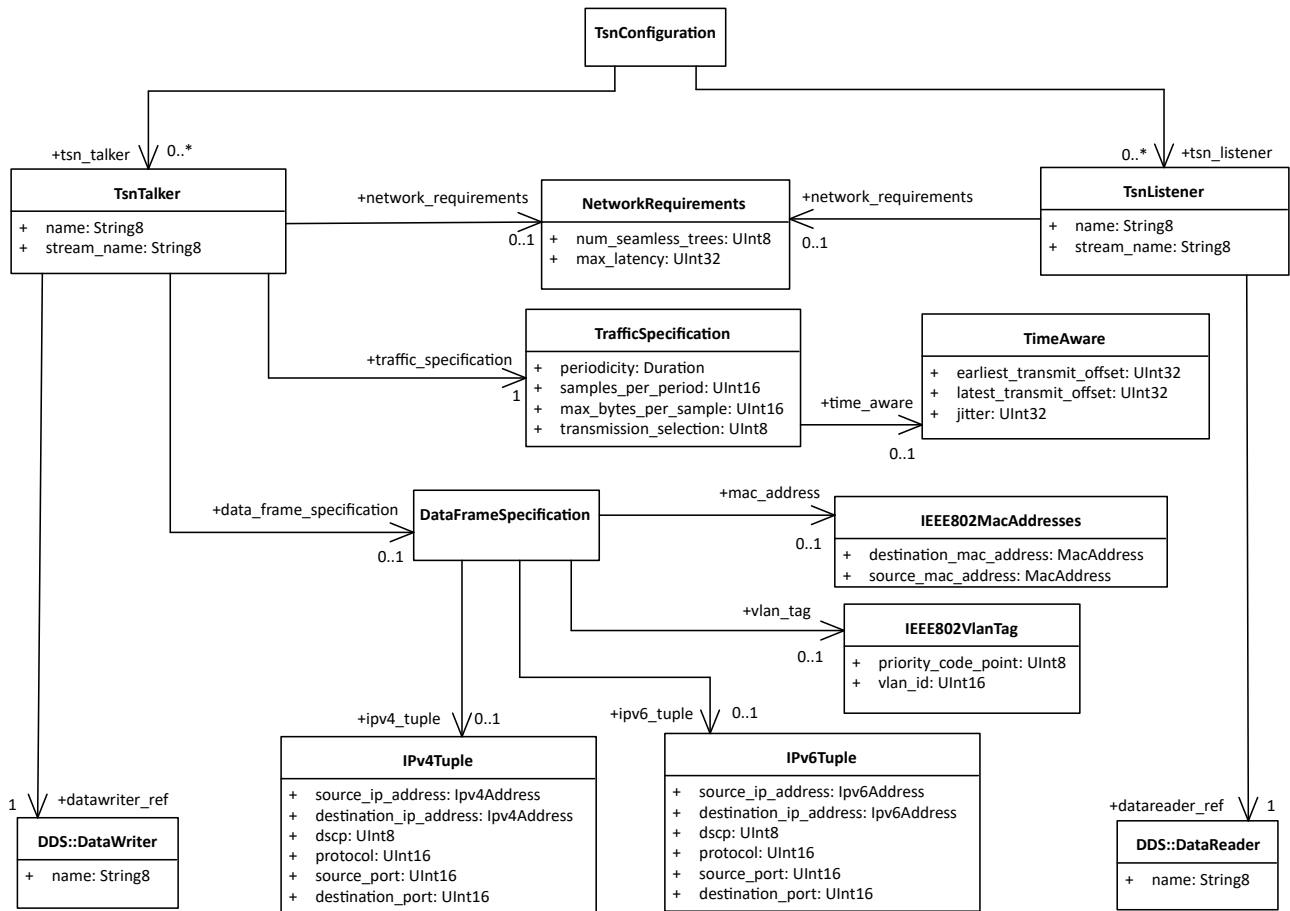 TsnConfiguration
+tsn_talker
0..*
0..*
+tsn_listener
TsnTalker
+ name: String8
+ stream_name: String8
+network_requirements
0..1
NetworkRequirements
+ num_seamless_trees: UInt8
+ max_latency: UInt32
+network_requirements
0..1
TsnListener
+ name: String8
+ stream_name: String8
+traffic_specification
1
TrafficSpecification
+ periodicity: Duration
+ samples_per_period: UInt16
+ max_bytes_per_sample: UInt16
+ transmission_selection: UInt8
+time_aware
0..1
TimeAware
+ earliest_transmit_offset: UInt32
+ latest_transmit_offset: UInt32
+ jitter: UInt32
+data_frame_specification
0..1
DataFrameSpecification
+mac_address
0..1
IEEE802MacAddresses
+ destination_mac_address: MacAddress
+ source_mac_address: MacAddress
+vlan_tag
0..1
IEEE802VlanTag
+ priority_code_point: UInt8
+ vlan_id: UInt16
+ipv4_tuple
0..1
+ipv6_tuple
0..1
IPv4Tuple
+ source_ip_address: Ipv4Address
+ destination_ip_address: Ipv4Address
+ dscp: UInt8
+ protocol: UInt16
+ source_port: UInt16
+ destination_port: UInt16
IPv6Tuple
+ source_ip_address: Ipv6Address
+ destination_ip_address: Ipv6Address
+ dscp: UInt8
+ protocol: UInt16
+ source_port: UInt16
+ destination_port: UInt16
1
+datawriter_ref
DDS::DataWriter
+ name: String8
+datareader_ref
1
DDS::DataReader
+ name: String8